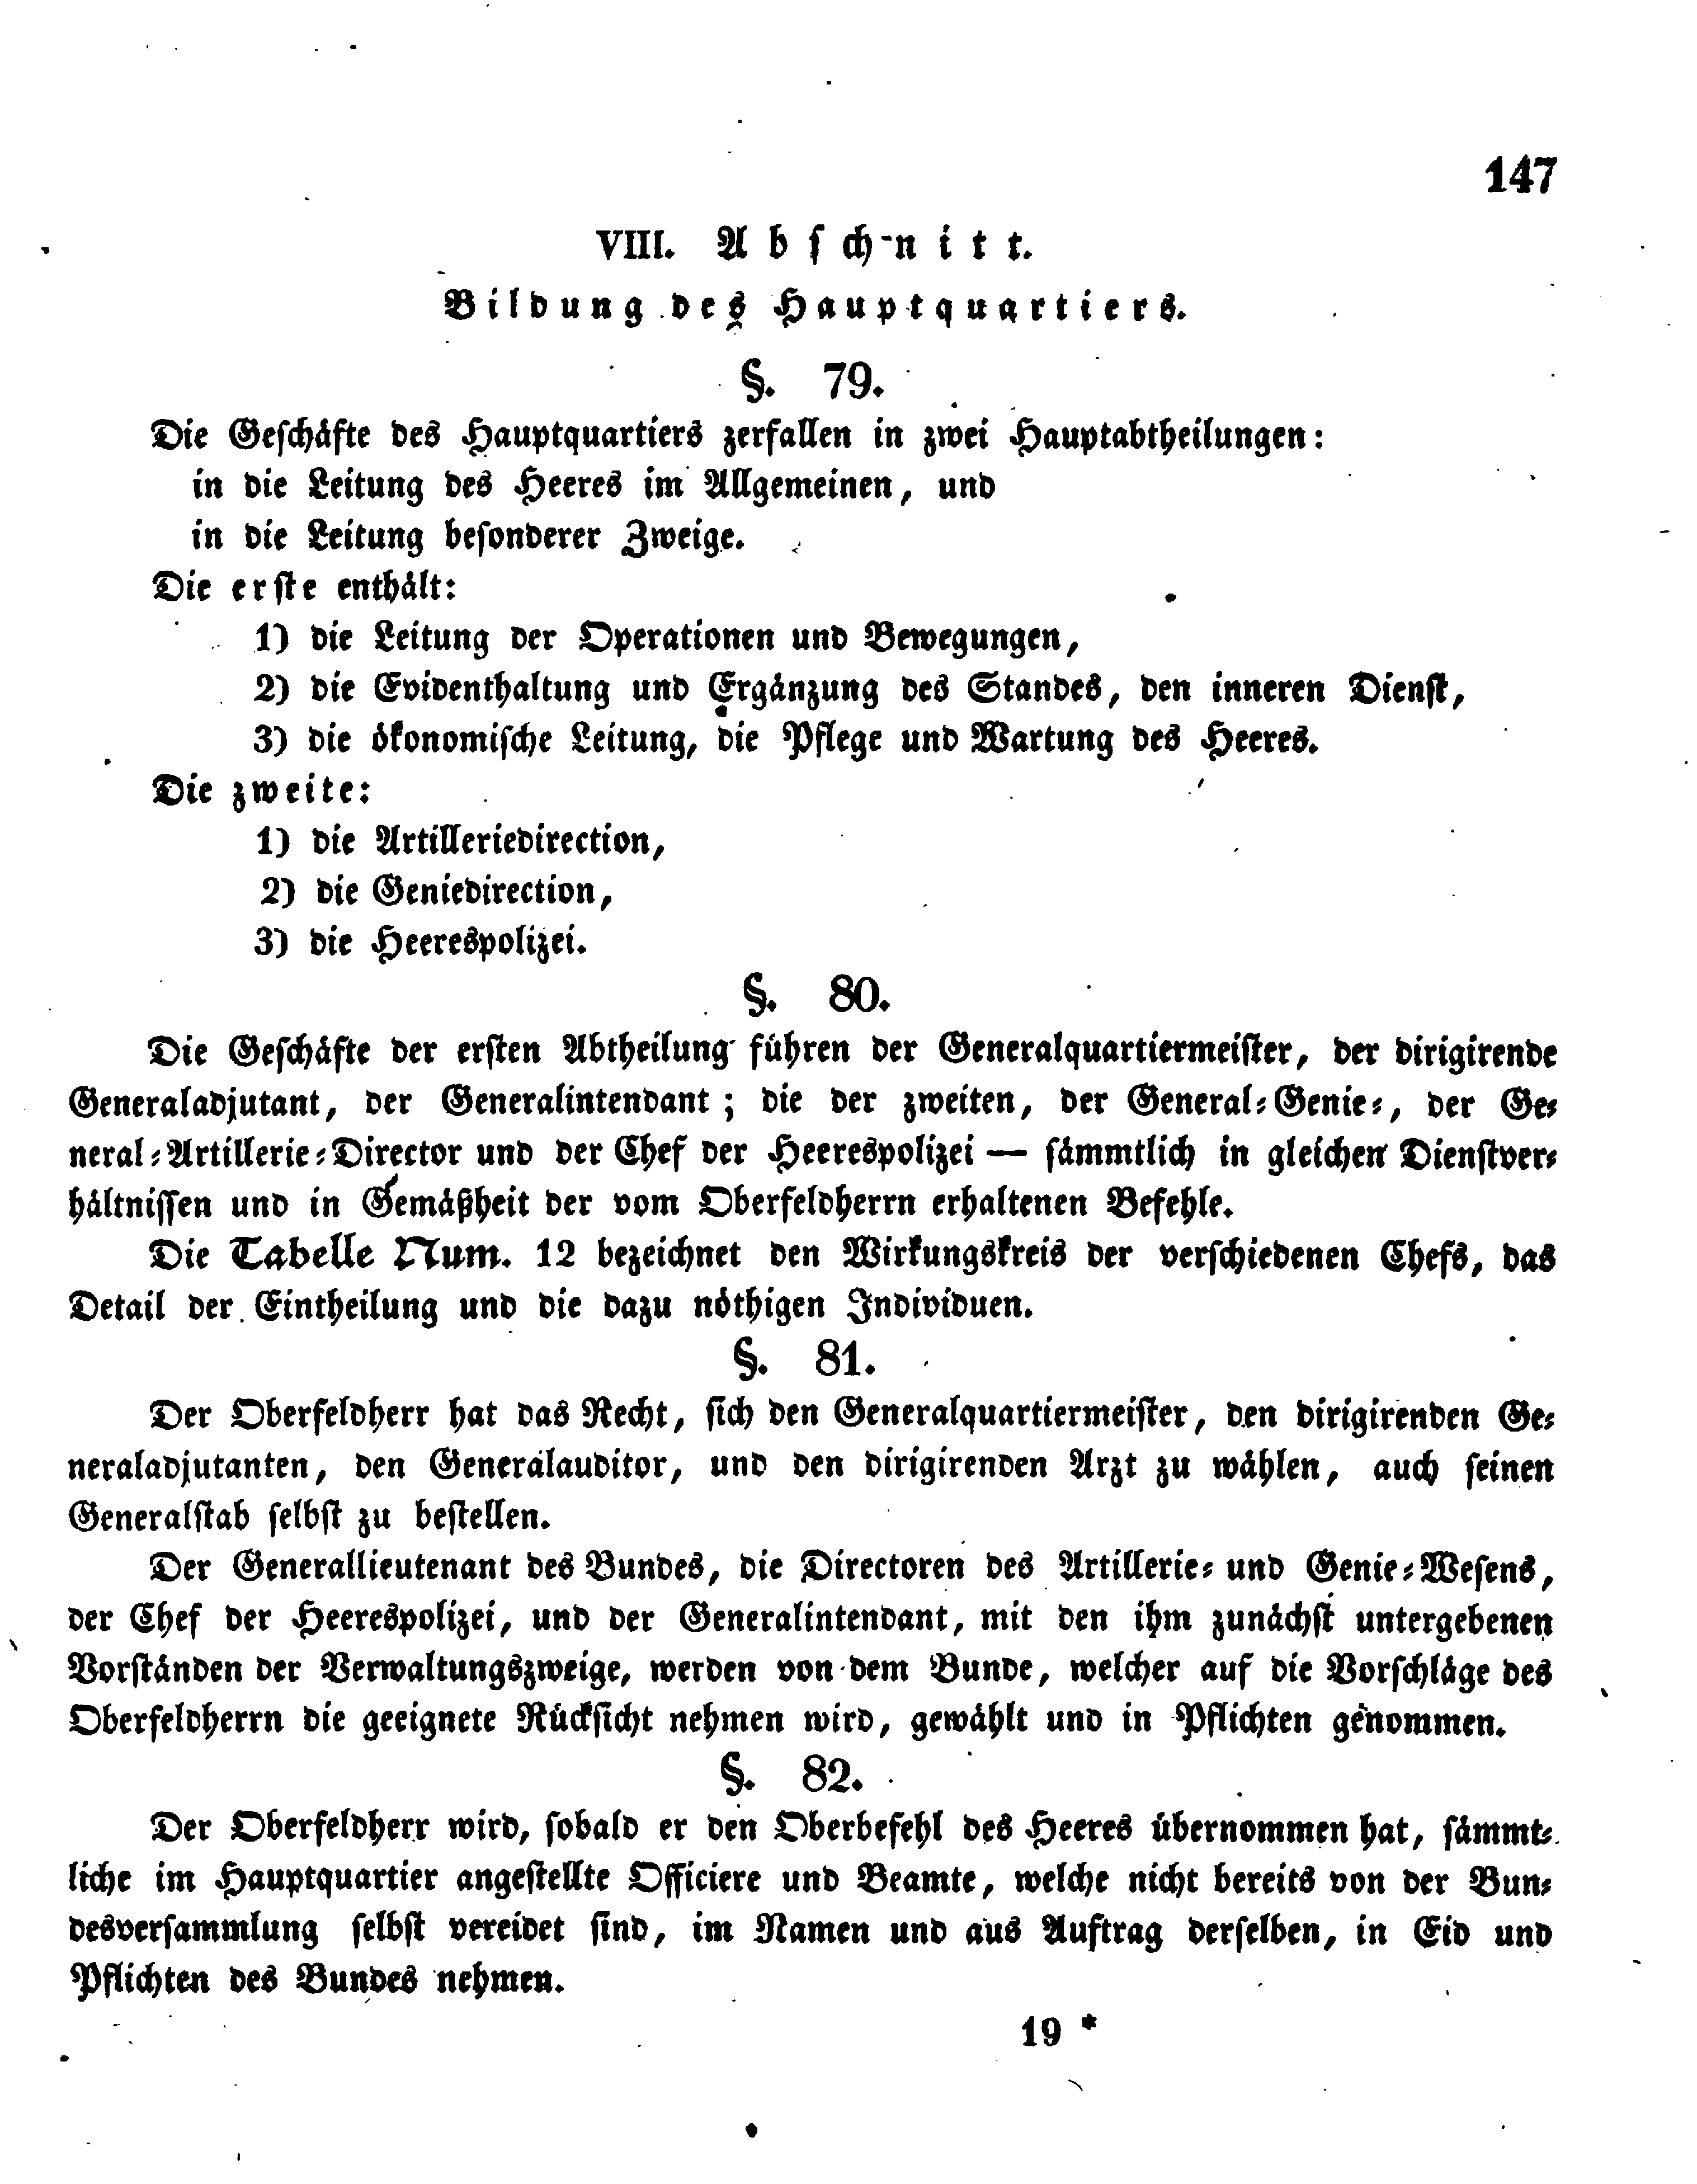 147
VIII. Abschnitt.
Bildung des Hauptquartiers.
§. 79.
Die Geschäfte des Hauptquartiers zerfallen in zwei Hauptabtheilungen:
in die Leitung des Heeres im Allgemeinen, und
in die Leitung besonderer Zweige.
Die erste enthält:
1) die Leitung der Operationen und Bewegungen,
2) die Evidenthaltung und Ergänzung des Standes, den inneren Dienst,
3) die ökonomische Leitung, die Pflege und Wartung des Heeres.
Die zweite:
1) die Artilleriedirection,
2) die Geniedirection,
3) die Heerespolizei.
§. 80.
Die Geschäfte der ersten Abtheilung führen der Generalquartiermeister, der dirigirende
Generaladjutant, der Generalintendant; die der zweiten, der General-Genie-, der Ge-
neral-Artillerie-Director und der Chef der Heerespolizei — sämmtlich in gleichen Dienstver-
hältnissen und in Gemäßheit der vom Oberfeldherrn erhaltenen Befehle.
Die Tabelle Num. 12 bezeichnet den Wirkungskreis der verschiedenen Chefs, das
Detail der Eintheilung und die dazu nöthigen Individuen.
§. 81.
Der Oberfeldherr hat das Recht, sich den Generalquartiermeister, den dirigirenden Ge-
neraladjutanten, den Generalauditor, und den dirigirenden Arzt zu wählen, auch seinen
Generalstab selbst zu bestellen.
Der Generallieutenant des Bundes, die Directoren des Artillerie- und Genie-Wesens,
der Chef der Heerespolizei, und der Generalintendant, mit den ihm zunächst untergebenen
Vorständen der Verwaltungszweige, werden von dem Bunde, welcher auf die Vorschläge des
Oberfeldherrn die geeignete Rücksicht nehmen wird, gewählt und in Pflichten genommen.
§. 82.
Der Oberfeldherr wird, sobald er den Oberbefehl des Heeres übernommen hat, sämmt-
liche im Hauptquartier angestellte Officiere und Beamte, welche nicht bereits von der Bun-
desversammlung selbst vereidet sind, im Namen und aus Auftrag derselben, in Eid und
Pflichten des Bundes nehmen.
19 *